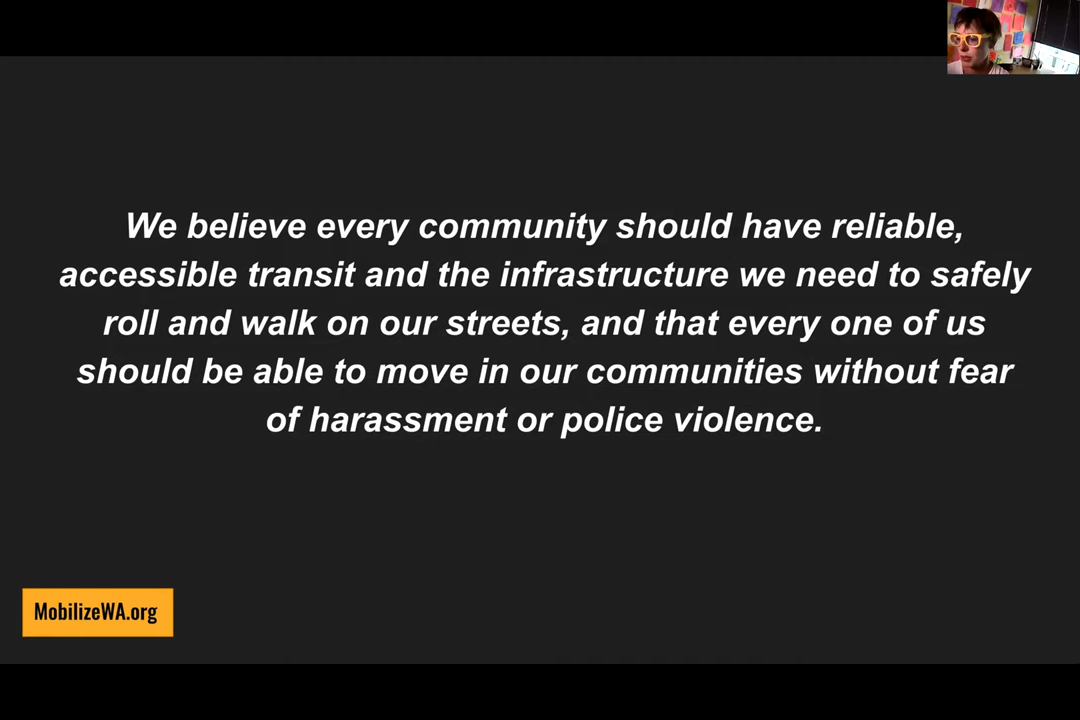 We believe every community should have reliable,
accessible transit and the infrastructure we need to safely
roll and walk on our streets, and that every one of us
should be able to move in our communities without fear
of harassment or police violence.
MobilizeWA.org